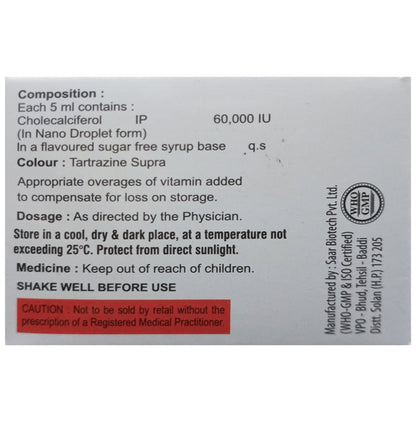 Composition :
Each 5 ml contains :
Cholecalciferol IP 60,000 IU
(In Nano Droplet form)
In a flavoured sugar free syrup base q.s
Colour : Tartrazine Supra
Appropriate overages of vitamin added
to compensate for loss on storage.
Dosage : As directed by the Physician.
Store in a cool, dry & dark place, at a temperature not
exceeding 25°C. Protect from direct sunlight.
Medicine : Keep out of reach of children.
SHAKE WELL BEFORE USE
CAUTION : Not to be sold by retail without the
prescription of a Registered Medical Practitioner.
WHO
GMP
Manufactured by : Saar Biotech Pvt. Ltd.
(WHO-GMP & ISO Certified)
VPO - Bhud, Tehsil - Baddi
Distt. Solan (H.P.) 173 205